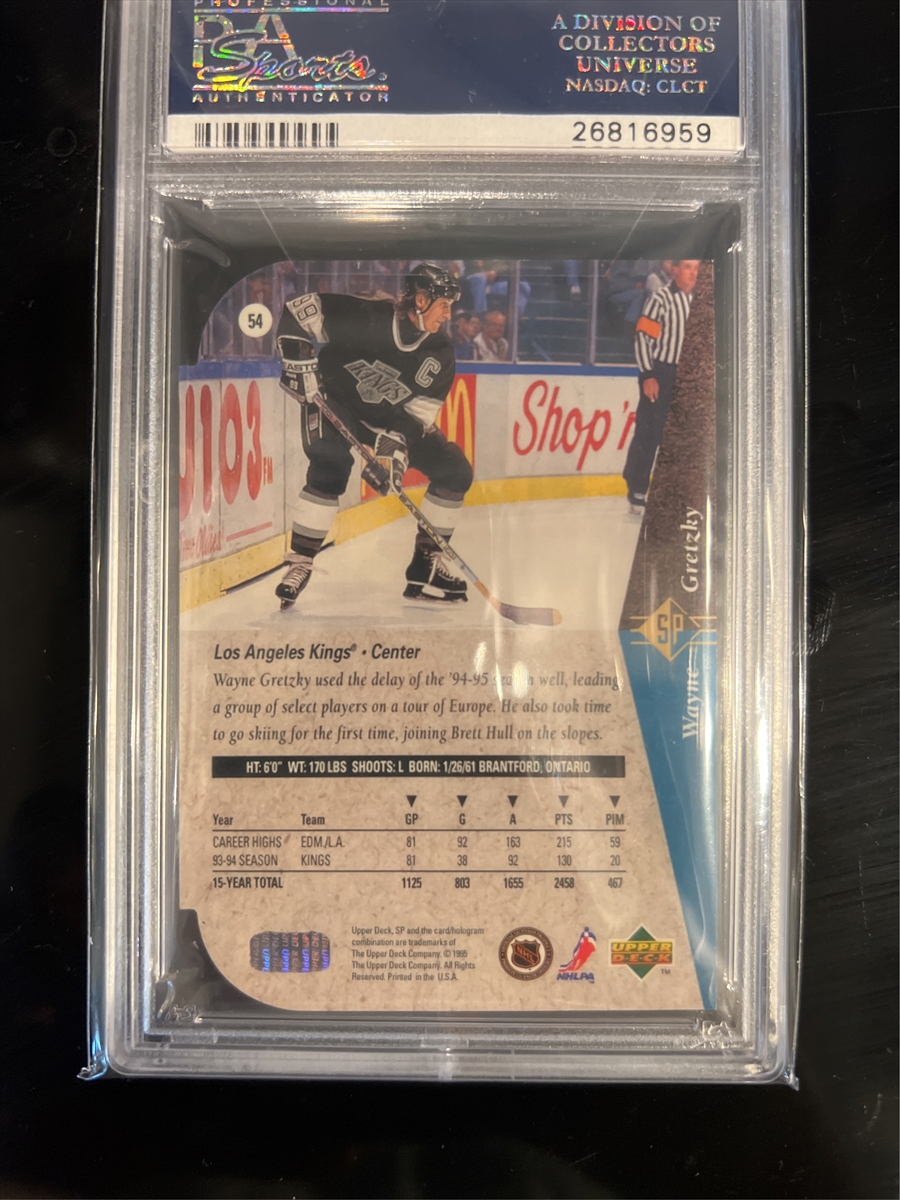 PROFESSIONAL
PSA
Sports
AUTHENTICATOR
A DIVISION OF
COLLECTORS
UNIVERSE
NASDAQ: CLCT
26816959
54
99
EASTON
C
KINGS
103
FM
Shop'n
Wayne Gretzky
SP
Los Angeles Kings® • Center
Wayne Gretzky used the delay of the '94-95 season well, leading
a group of select players on a tour of Europe. He also took time
to go skiing for the first time, joining Brett Hull on the slopes.
HT: 6'0" WT: 170 LBS SHOOTS: L BORN: 1/26/61 BRANTFORD, ONTARIO
Year Team GP G A PTS PIM
CAREER HIGHS EDM./L.A. 81 92 163 215 59
93-94 SEASON KINGS 81 38 92 130 20
15-YEAR TOTAL 1125 803 1655 2458 467
Upper Deck, SP and the card/hologram
combination are trademarks of
The Upper Deck Company. © 1995
The Upper Deck Company. All Rights
Reserved. Printed in the U.S.A.
NHL
NHLPA
UPPER
DECK
TM